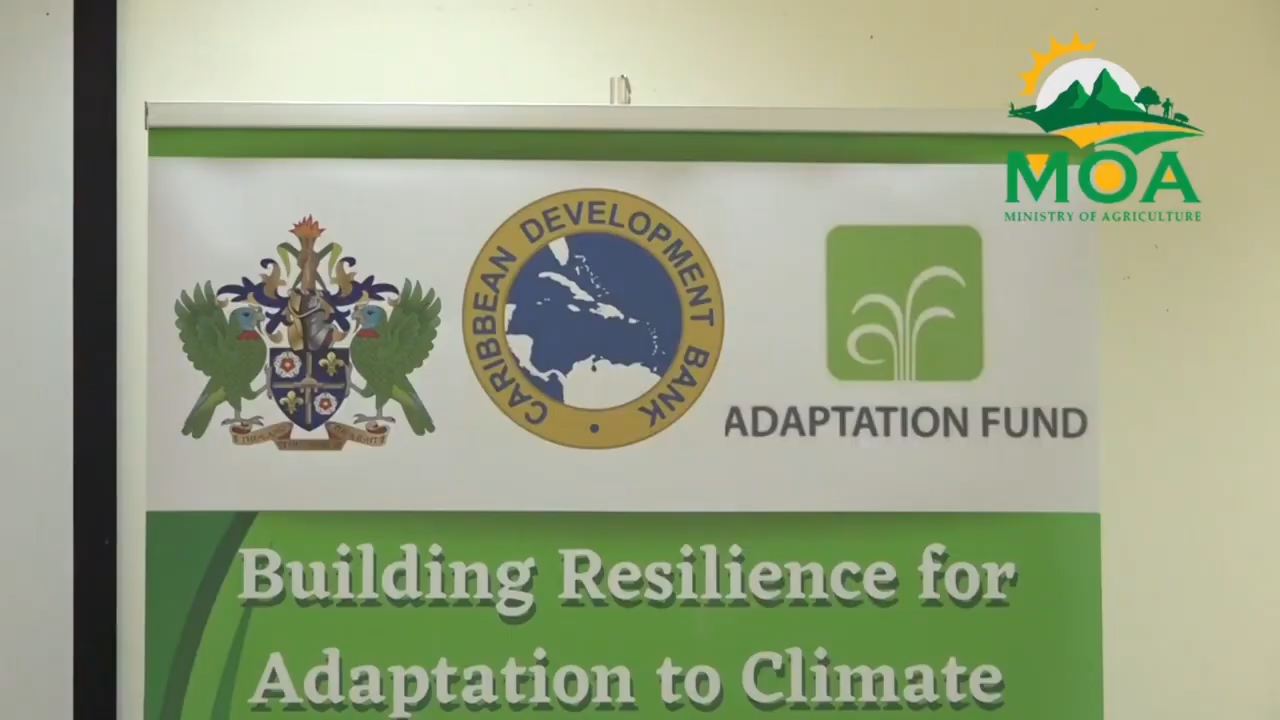 MOA
MINISTRY OF AGRICULTURE
CARIBBEAN DEVELOPMENT BANK
ADAPTATION FUND
Building Resilience for
Adaptation to Climate